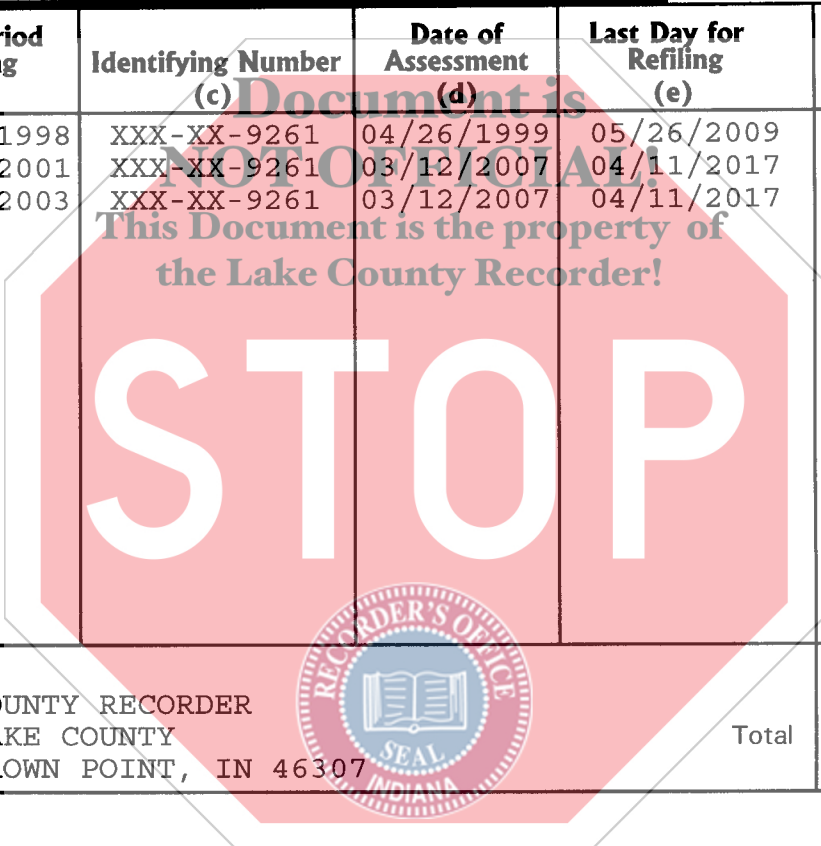 riod Date of Last Day for
g Identifying Number Assessment Refiling
(c) (d) (e)
Document is
1998 XXX-XX-9261 04/26/1999 05/26/2009
2001 XXX-XX-9261 03/12/2007 04/11/2017
NOT OFFICIAL!
2003 XXX-XX-9261 03/12/2007 04/11/2017
This Document is the property of
the Lake County Recorder!
STOP
RECORDER'S OFFICE
SEAL
INDIANA
OUNTY RECORDER
AKE COUNTY Total
OWN POINT, IN 46307